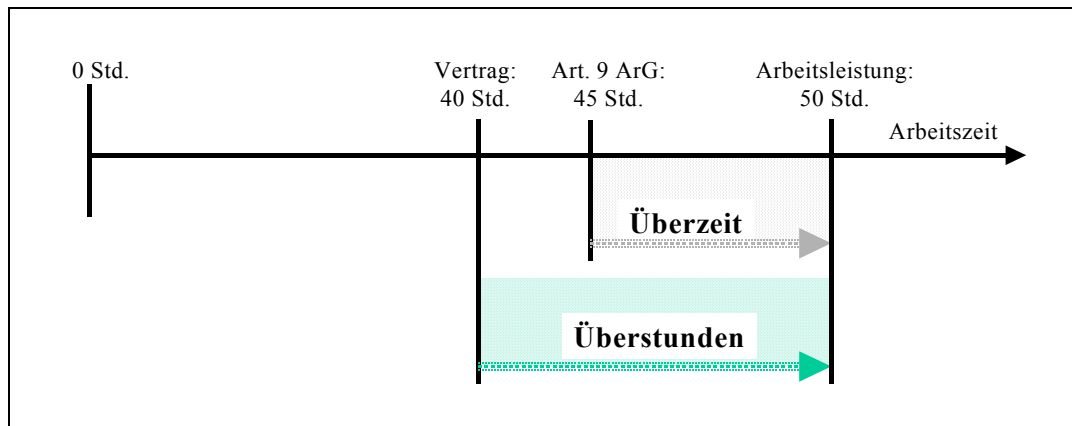 0 Std.
Vertrag:
40 Std.
Art. 9 ArG:
45 Std.
Arbeitsleistung:
50 Std.
Arbeitszeit
Überzeit
Überstunden